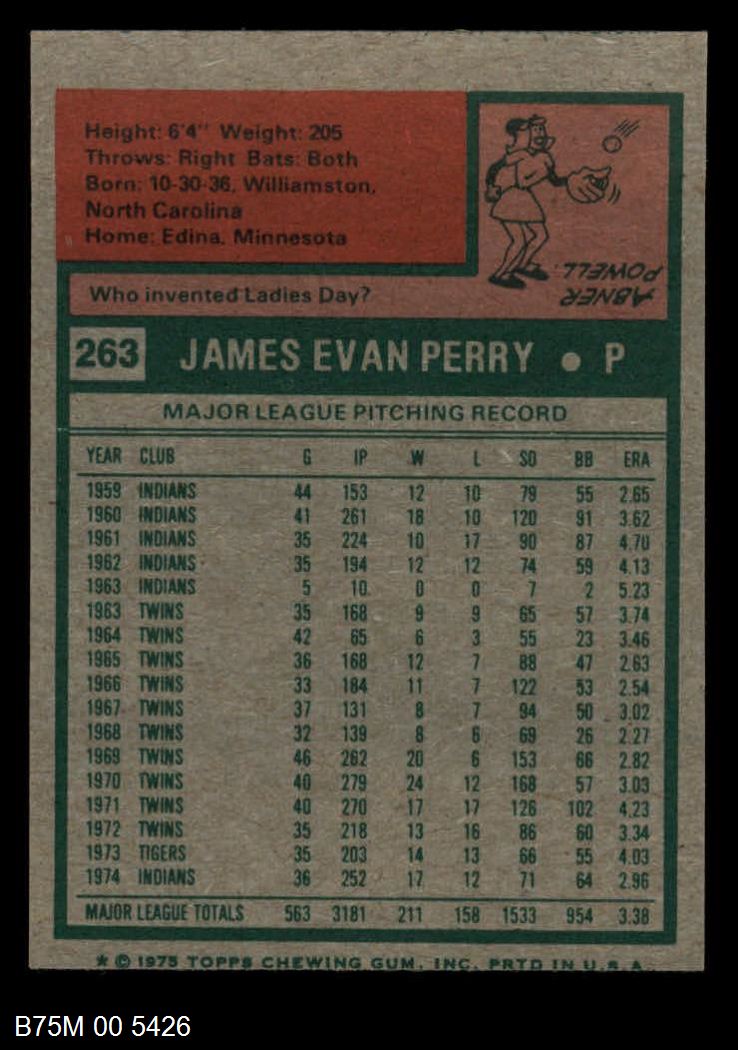 Height: 6'4" Weight: 205
Throws: Right Bats: Both
Born: 10-30-36, Williamston,
North Carolina
Home: Edina, Minnesota
Who invented Ladies Day?
ABNER
POWELL
263 JAMES EVAN PERRY ● P
MAJOR LEAGUE PITCHING RECORD
YEAR CLUB G IP W L SO BB ERA
1959 INDIANS 44 153 12 10 79 55 2.65
1960 INDIANS 41 261 18 10 120 91 3.62
1961 INDIANS 35 224 10 17 90 87 4.70
1962 INDIANS 35 194 12 12 74 59 4.13
1963 INDIANS 5 10 0 0 7 2 5.23
1963 TWINS 35 168 9 9 65 57 3.74
1964 TWINS 42 65 6 3 55 23 3.46
1965 TWINS 36 168 12 7 88 47 2.63
1966 TWINS 33 184 11 7 122 53 2.54
1967 TWINS 37 131 8 7 94 50 3.02
1968 TWINS 32 139 8 6 69 26 2.27
1969 TWINS 46 262 20 6 153 66 2.82
1970 TWINS 40 279 24 12 168 57 3.03
1971 TWINS 40 270 17 17 126 102 4.23
1972 TWINS 35 218 13 16 86 60 3.34
1973 TIGERS 35 203 14 13 66 55 4.03
1974 INDIANS 36 252 17 12 71 64 2.96
MAJOR LEAGUE TOTALS 563 3181 211 158 1533 954 3.38
* © 1975 TOPPS CHEWING GUM, INC. PRTD IN U.S.A.
B75M 00 5426